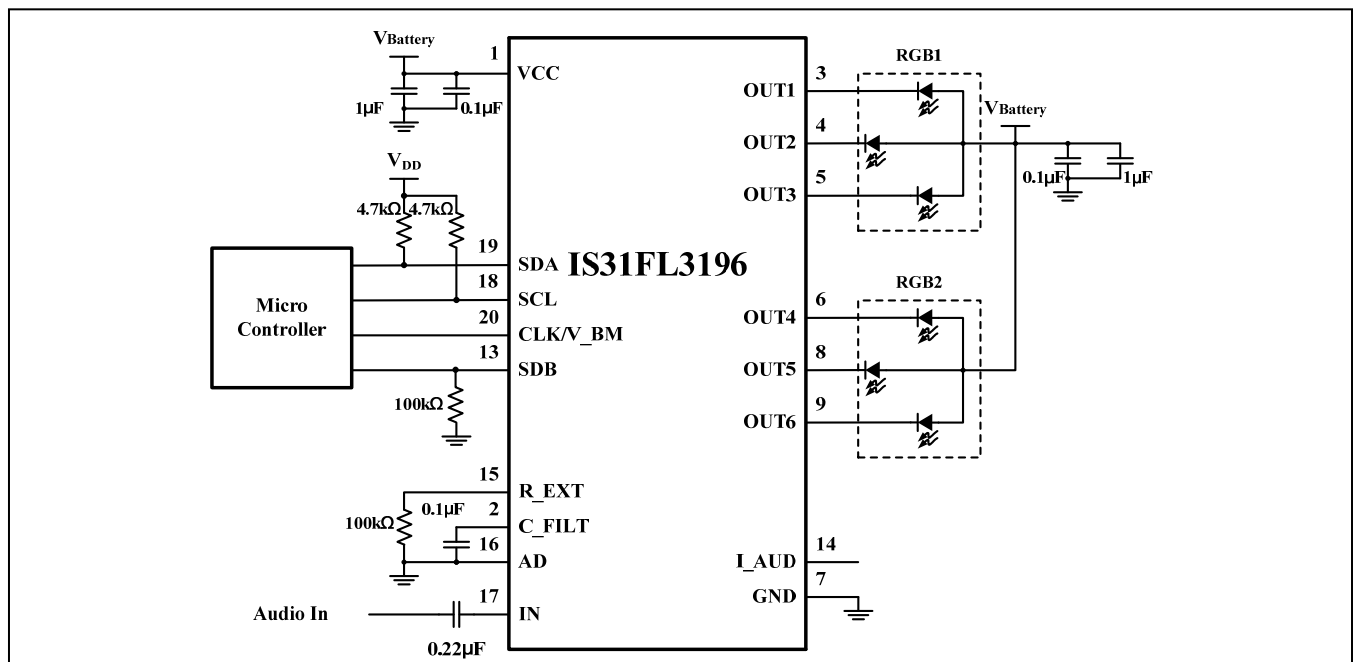 VBattery
1
VCC
1µF
0.1µF
VDD
4.7kΩ
4.7kΩ
19
SDA
18
SCL
20
CLK/V_BM
13
SDB
100kΩ
Micro
Controller
15
R_EXT
0.1µF
2
C_FILT
100kΩ
16
AD
Audio In
17
IN
0.22µF
IS31FL3196
RGB1
3
OUT1
4
OUT2
5
OUT3
VBattery
0.1µF
1µF
RGB2
6
OUT4
8
OUT5
9
OUT6
14
I_AUD
7
GND